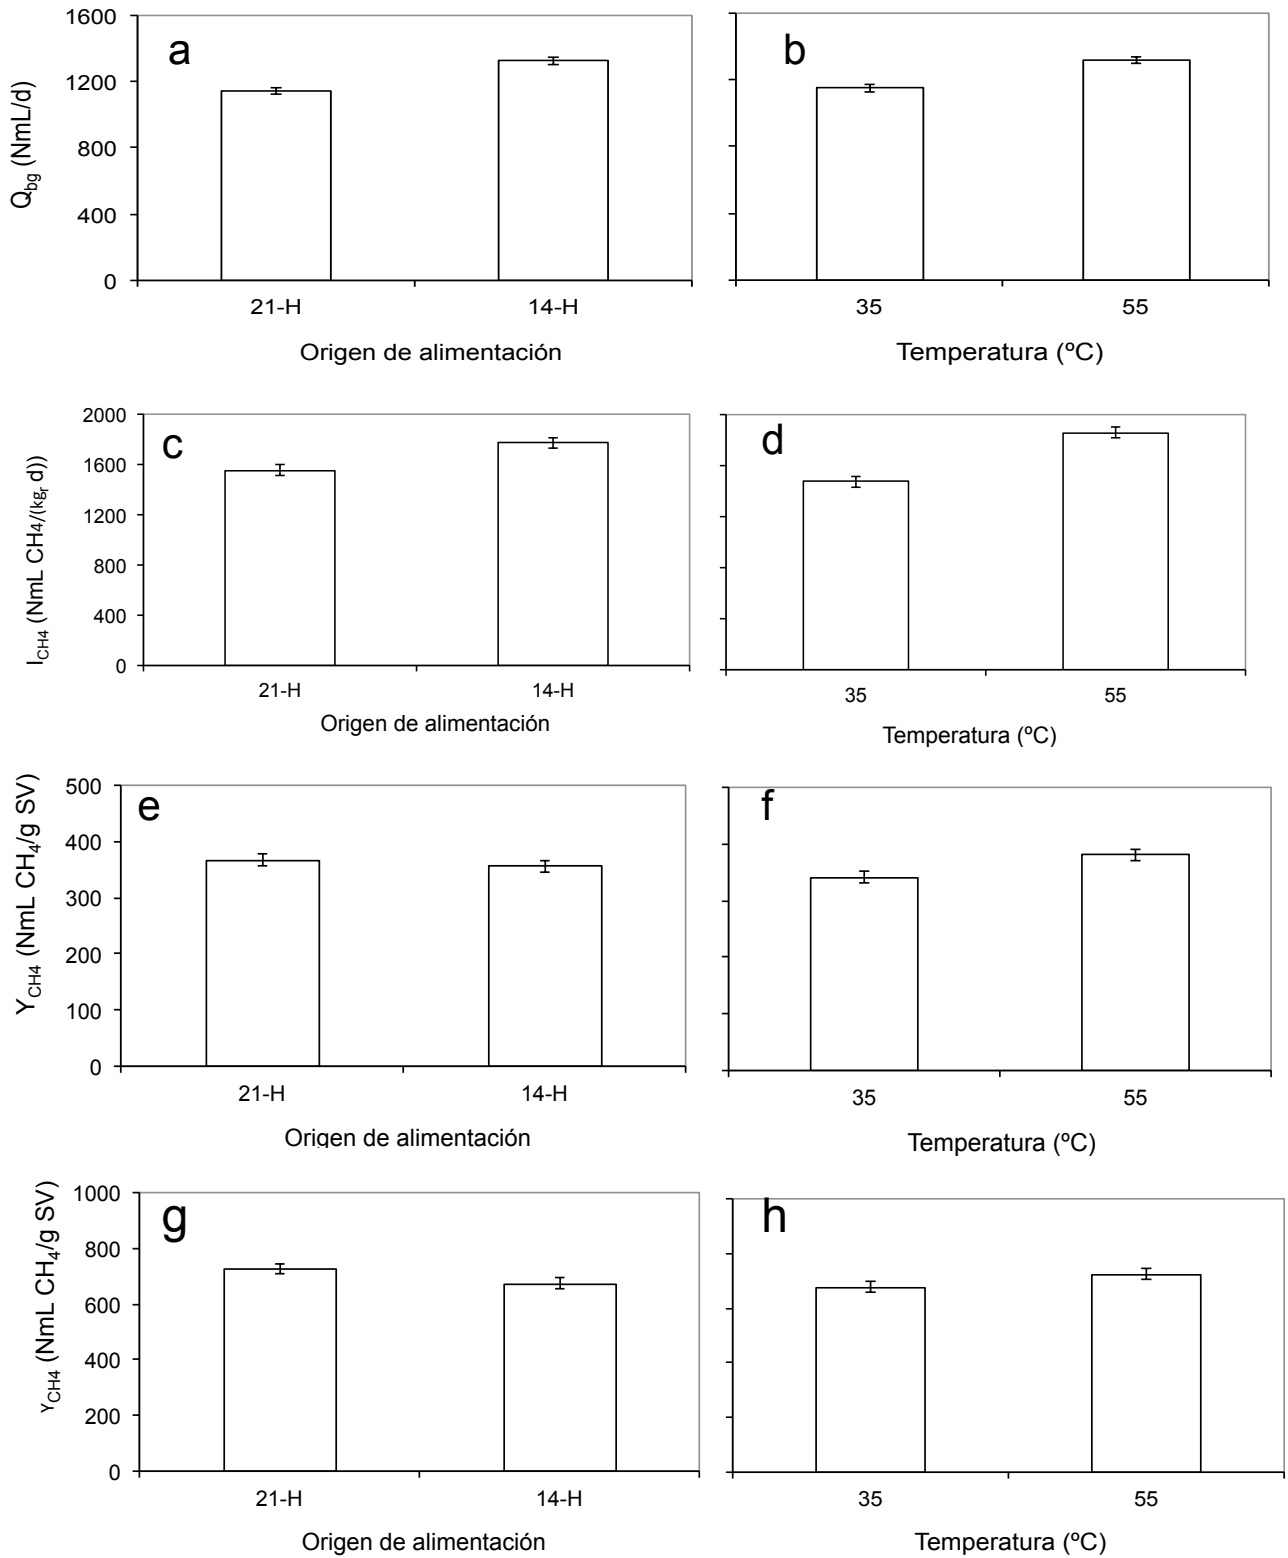 a
Q_bg (NmL/d)
1600
1200
800
400
0
21-H 14-H
Origen de alimentación
b
35 55
Temperatura (ºC)
c
I_CH4 (NmL CH4/(kg_r d))
2000
1600
1200
800
400
0
21-H 14-H
Origen de alimentación
d
35 55
Temperatura (ºC)
e
Y_CH4 (NmL CH_4/g SV)
500
400
300
200
100
0
21-H 14-H
Origen de alimentación
f
35 55
Temperatura (ºC)
g
Y_CH4 (NmL CH_4/g SV)
1000
800
600
400
200
0
21-H 14-H
Origen de alimentación
h
35 55
Temperatura (ºC)